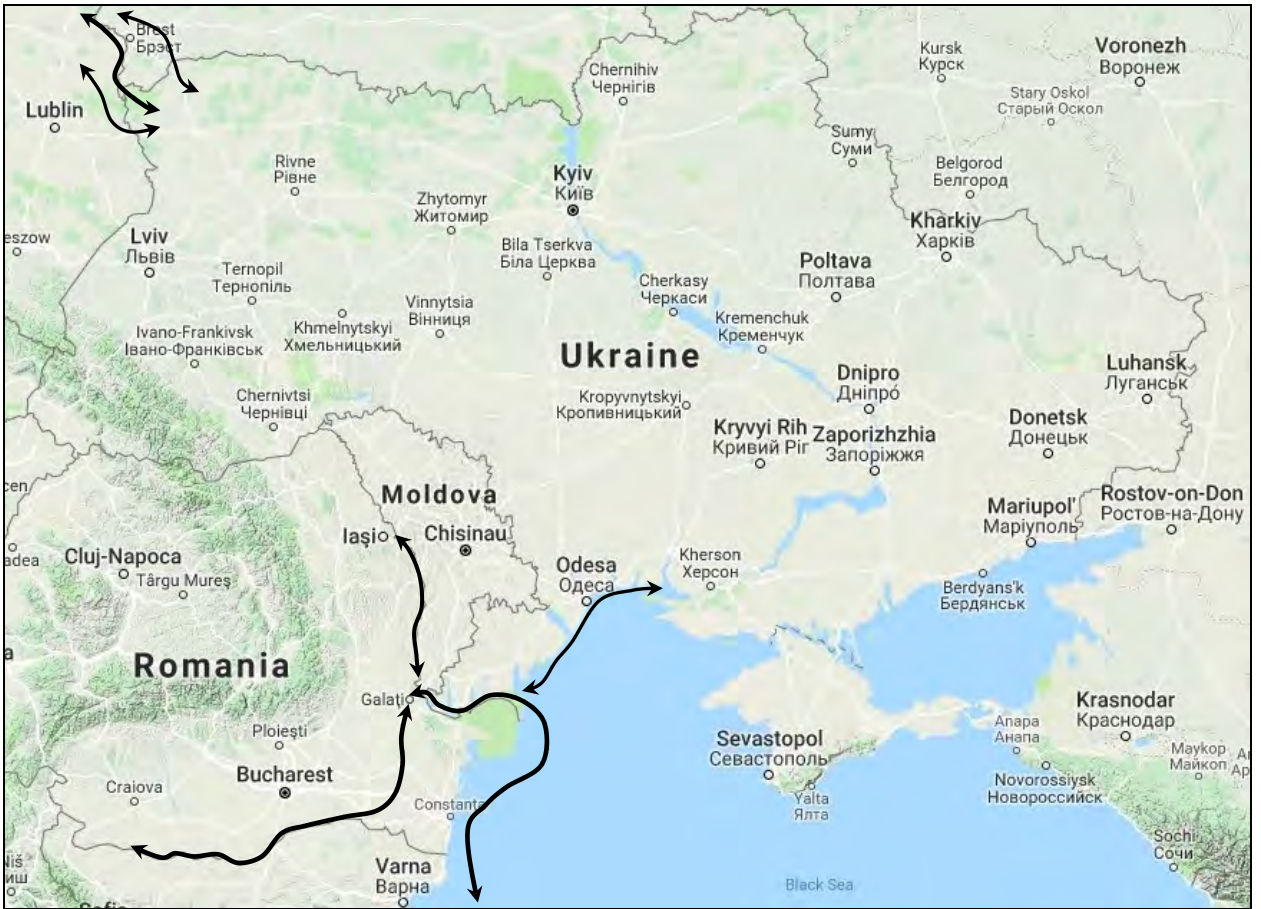 Brest
Брэст
Lublin
Chernihiv
Чернігів
Kursk
Курск
Voronezh
Воронеж
Stary Oskol
Старый Оскол
Sumy
Суми
Rivne
Рівне
Kyiv
Київ
Belgorod
Белгород
Zhytomyr
Житомир
Kharkiv
Харків
eszow
Lviv
Львів
Bila Tserkva
Біла Церква
Ternopil
Тернопіль
Poltava
Полтава
Cherkasy
Черкаси
Vinnytsia
Вінниця
Khmelnytskyi
Хмельницький
Ivano-Frankivsk
Івано-Франківськ
Kremenchuk
Кременчук
Ukraine
Luhansk
Луганськ
Dnipro
Дніпро́
Chernivtsi
Чернівці
Kropyvnytskyi
Кропивницький
Donetsk
Донецьк
Kryvyi Rih
Кривий Ріг
Zaporizhzhia
Запоріжжя
cen
Moldova
Mariupol'
Маріуполь
Rostov-on-Don
Ростов-на-Дону
Iași
Chisinau
adea
Cluj-Napoca
Târgu Mureș
Odesa
Одеса
Kherson
Херсон
Berdyans'k
Бердянськ
a
Romania
Galați
Krasnodar
Краснодар
Anapa
Анапа
Ploiești
Sevastopol
Севастополь
Maykop
Майкоп
Bucharest
Craiova
Constanta
Yalta
Ялта
Novorossiysk
Новороссийск
Sochi
Сочи
Niš
иш
Varna
Варна
Black Sea